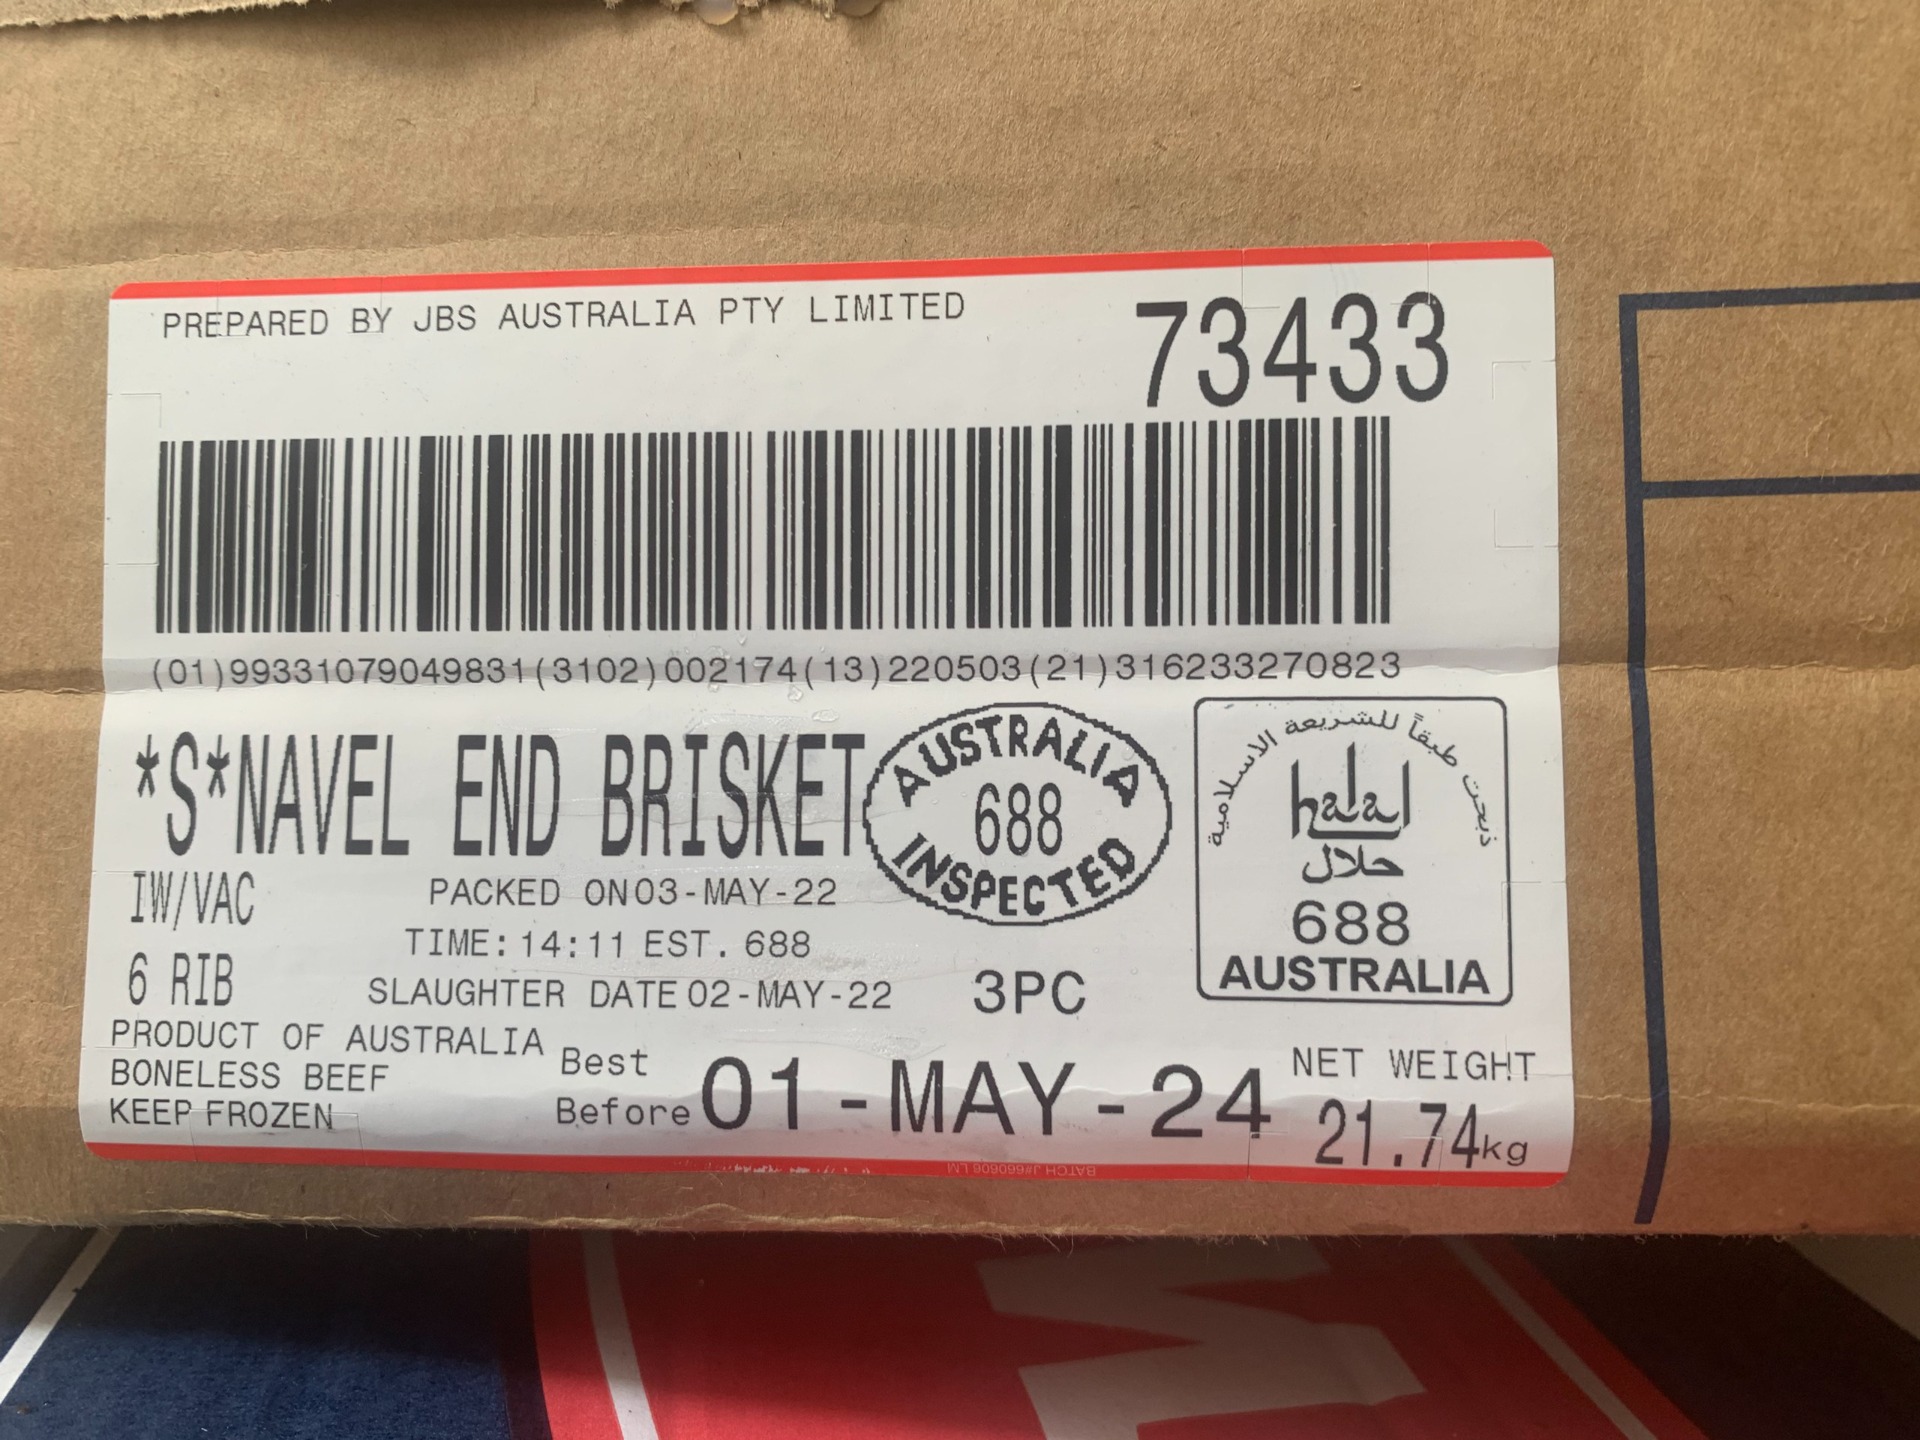 PREPARED BY JBS AUSTRALIA PTY LIMITED
73433
(01)99331079049831(3102)002174(13)220503(21)316233270823
*S*NAVEL END BRISKET
AUSTRALIA
688
INSPECTED
ذبحت طبقاً للشريعة الاسلامية
halal
حلال
688
AUSTRALIA
IW/VAC
PACKED ON 03-MAY-22
TIME: 14:11 EST. 688
6 RIB
SLAUGHTER DATE 02-MAY-22
3PC
PRODUCT OF AUSTRALIA
BONELESS BEEF
KEEP FROZEN
Best
Before 01-MAY-24
NET WEIGHT
21.74kg
BATCH J#660606 LM